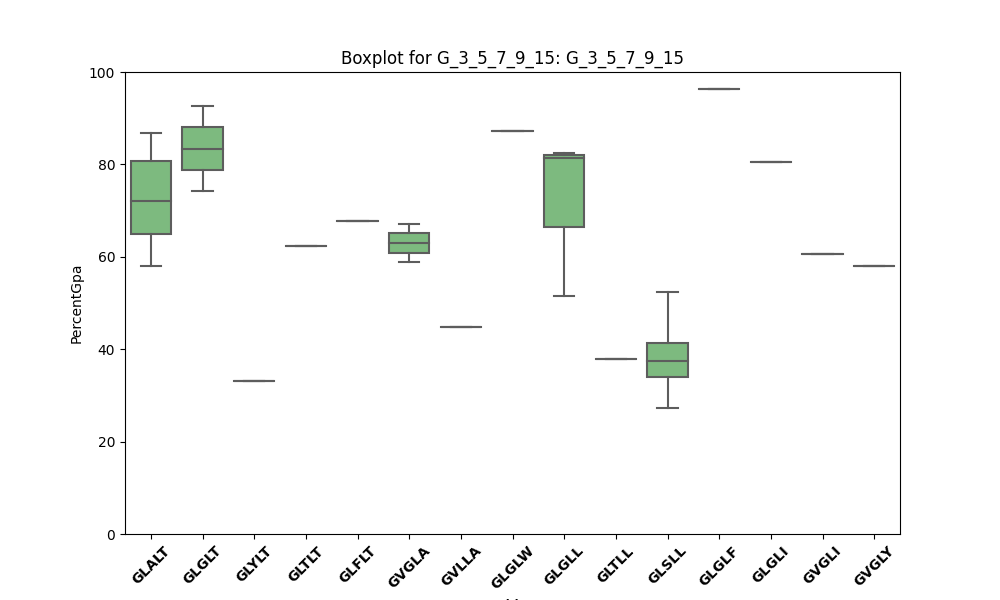 Boxplot for G_3_5_7_9_15: G_3_5_7_9_15
100
80
60
40
20
0
PercentGpa
GLALT
GLGLT
GLYLT
GLTLT
GLFLT
GVGLA
GVLLA
GLGLW
GLGLL
GLTLL
GLSLL
GLGLF
GLGLI
GVGLI
GVGLY